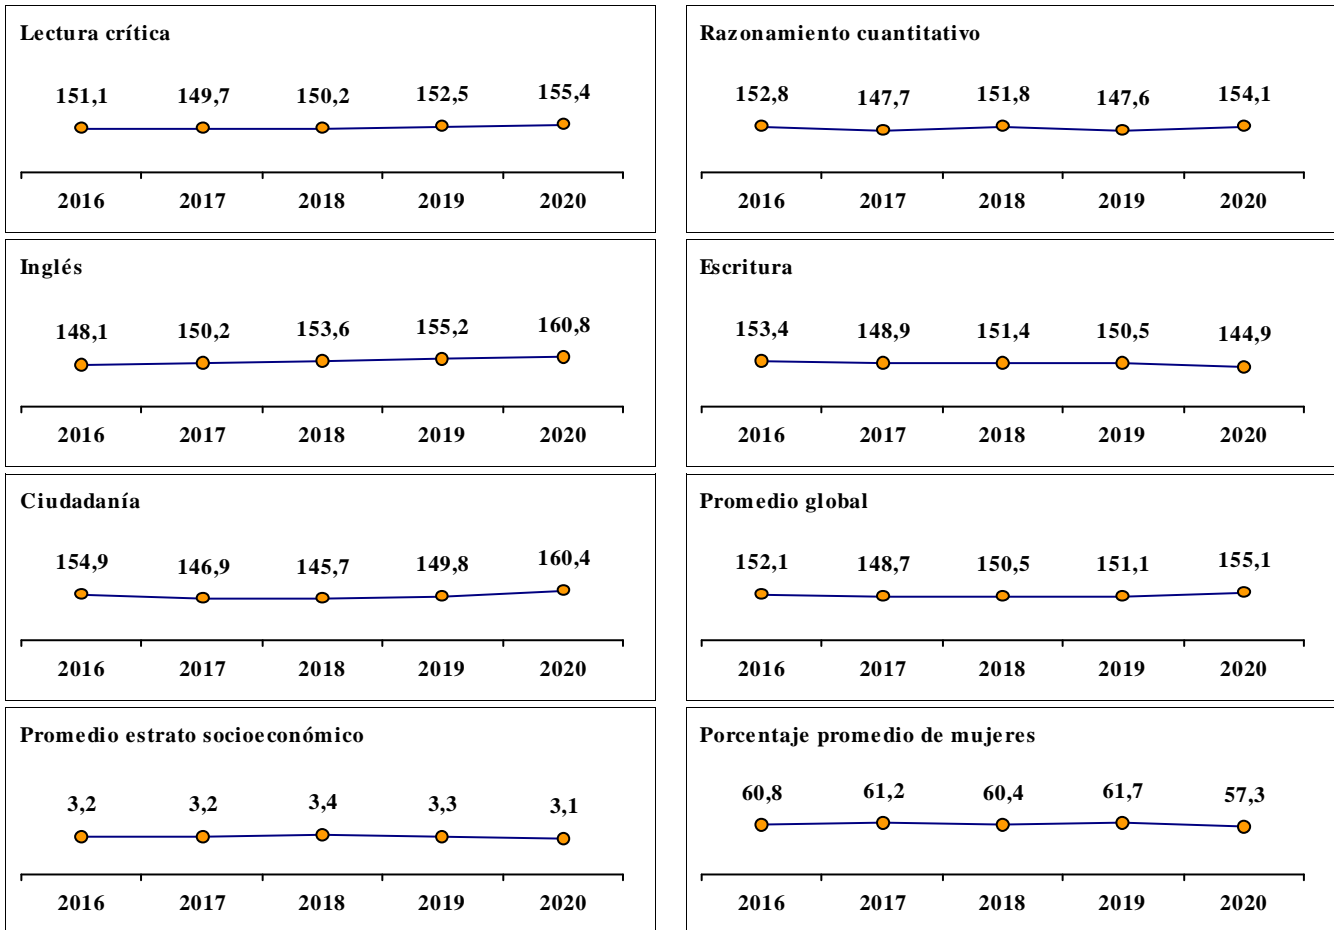 Lectura crítica
151,1 149,7 150,2 152,5 155,4
2016 2017 2018 2019 2020
Razonamiento cuantitativo
152,8 147,7 151,8 147,6 154,1
2016 2017 2018 2019 2020
Inglés
148,1 150,2 153,6 155,2 160,8
2016 2017 2018 2019 2020
Escritura
153,4 148,9 151,4 150,5 144,9
2016 2017 2018 2019 2020
Ciudadanía
154,9 146,9 145,7 149,8 160,4
2016 2017 2018 2019 2020
Promedio global
152,1 148,7 150,5 151,1 155,1
2016 2017 2018 2019 2020
Promedio estrato socioeconómico
3,2 3,2 3,4 3,3 3,1
2016 2017 2018 2019 2020
Porcentaje promedio de mujeres
60,8 61,2 60,4 61,7 57,3
2016 2017 2018 2019 2020